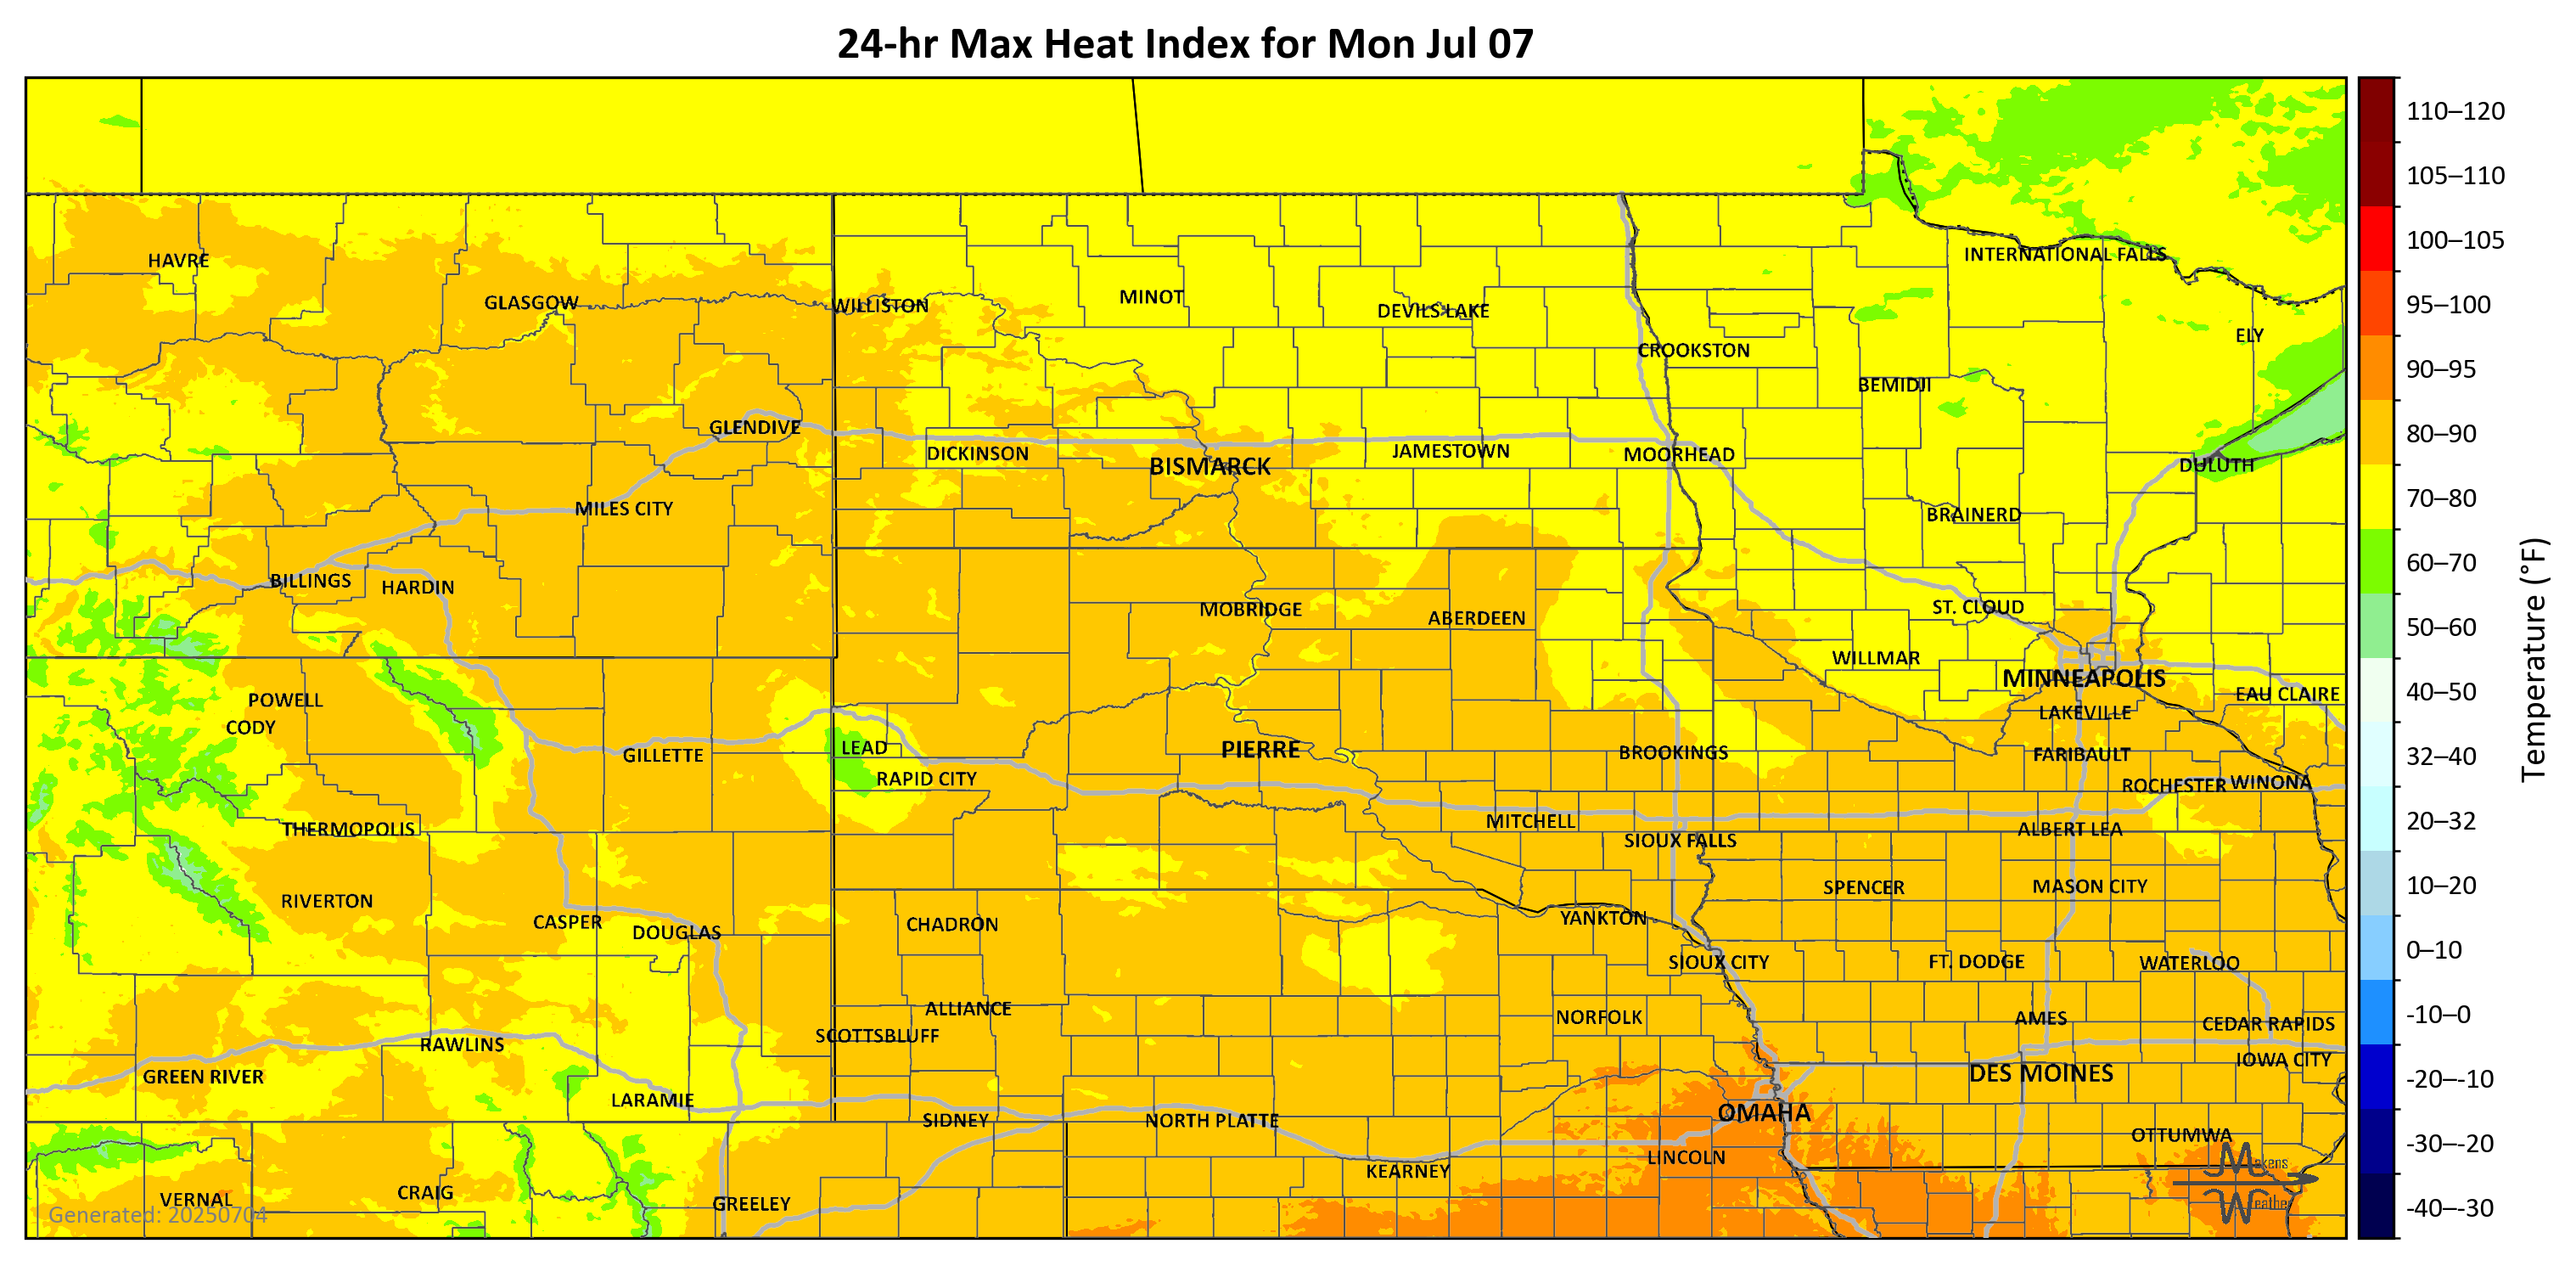 24-hr Max Heat Index for Mon Jul 07
110–120
105–110
100–105
95–100
90–95
80–90
70–80
60–70
50–60
40–50
32–40
20–32
10–20
0–10
-10–0
-20–-10
-30–-20
-40–-30
Temperature (°F)
HAVRE
GLASGOW
WILLISTON
MINOT
DEVILS LAKE
CROOKSTON
INTERNATIONAL FALLS
ELY
BEMIDJI
GLENDIVE
DICKINSON
BISMARCK
JAMESTOWN
MOORHEAD
DULUTH
MILES CITY
BRAINERD
BILLINGS
HARDIN
MOBRIDGE
ABERDEEN
ST. CLOUD
WILLMAR
MINNEAPOLIS
EAU CLAIRE
POWELL
CODY
LAKEVILLE
GILLETTE
LEAD
RAPID CITY
PIERRE
BROOKINGS
FARIBAULT
ROCHESTER
WINONA
THERMOPOLIS
MITCHELL
SIOUX FALLS
ALBERT LEA
RIVERTON
CASPER
DOUGLAS
CHADRON
YANKTON
SPENCER
MASON CITY
SIOUX CITY
FT. DODGE
WATERLOO
ALLIANCE
SCOTTSBLUFF
NORFOLK
AMES
CEDAR RAPIDS
IOWA CITY
RAWLINS
GREEN RIVER
LARAMIE
SIDNEY
NORTH PLATTE
OMAHA
DES MOINES
OTTUMWA
KEARNEY
LINCOLN
VERNAL
CRAIG
GREELEY
Generated: 20250704
Makens
Weather